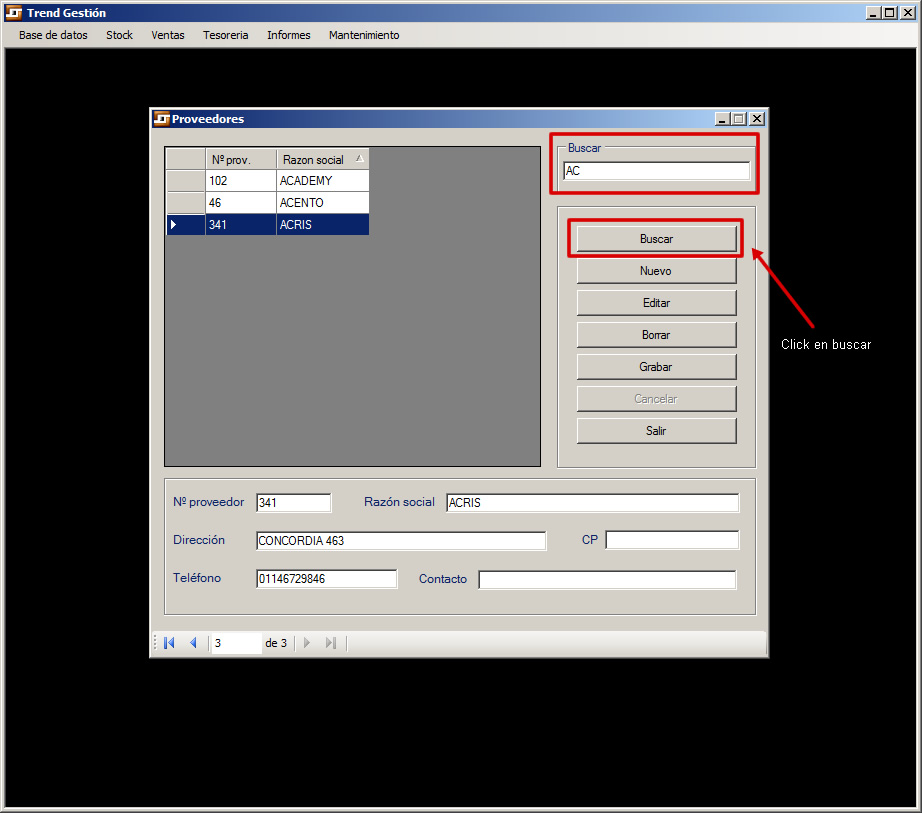 Trend Gestión
Base de datos Stock Ventas Tesoreria Informes Mantenimiento
Proveedores
Nº prov. Razon social
102 ACADEMY
46 ACENTO
341 ACRIS
Buscar
AC
Buscar
Nuevo
Editar
Borrar
Grabar
Cancelar
Salir
Click en buscar
Nº proveedor 341 Razón social ACRIS
Dirección CONCORDIA 463 CP
Teléfono 01146729846 Contacto
3 de 3